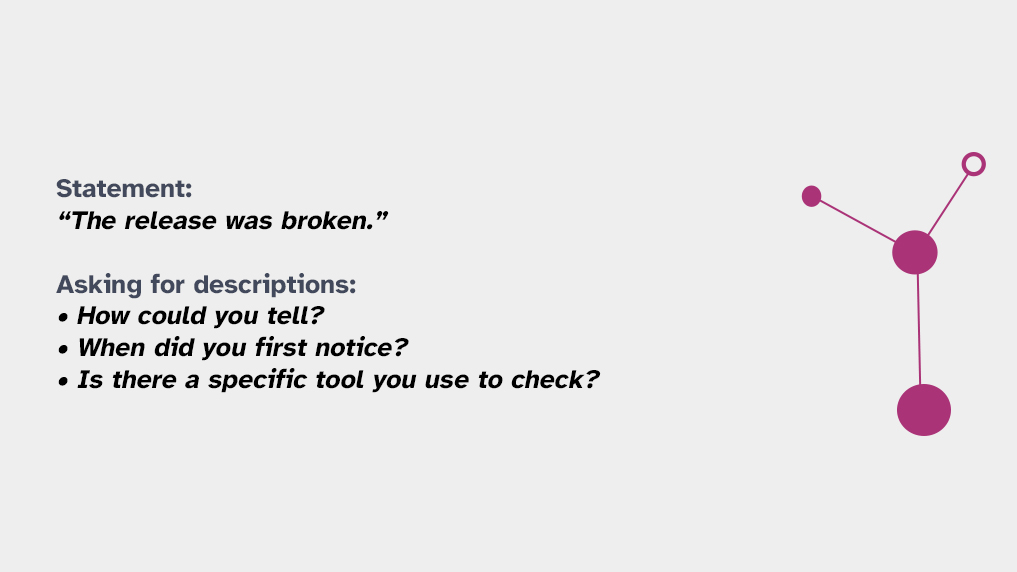 Statement:
“The release was broken.”
Asking for descriptions:
• How could you tell?
• When did you first notice?
• Is there a specific tool you use to check?